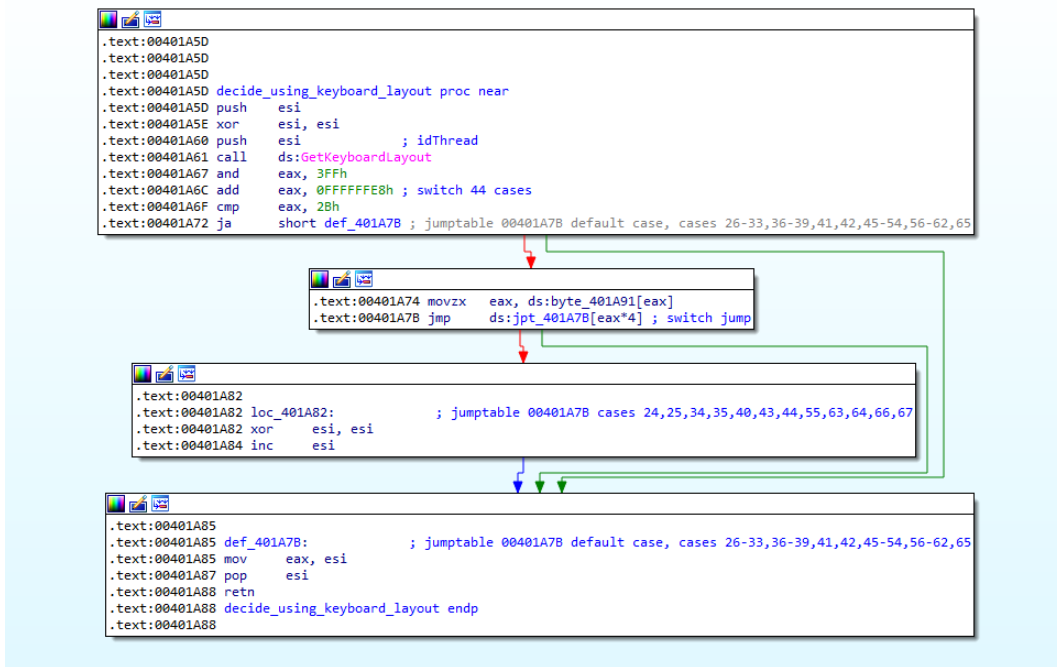 .text:00401A5D
.text:00401A5D
.text:00401A5D
.text:00401A5D decide_using_keyboard_layout proc near
.text:00401A5D push    esi
.text:00401A5E xor     esi, esi
.text:00401A60 push    esi             ; idThread
.text:00401A61 call    ds:GetKeyboardLayout
.text:00401A67 and     eax, 3FFh
.text:00401A6C add     eax, 0FFFFFFE8h ; switch 44 cases
.text:00401A6F cmp     eax, 2Bh
.text:00401A72 ja      short def_401A7B ; jumptable 00401A7B default case, cases 26-33,36-39,41,42,45-54,56-62,65
.text:00401A74 movzx   eax, ds:byte_401A91[eax]
.text:00401A7B jmp     ds:jpt_401A7B[eax*4] ; switch jump
.text:00401A82
.text:00401A82 loc_401A82:             ; jumptable 00401A7B cases 24,25,34,35,40,43,44,55,63,64,66,67
.text:00401A82 xor     esi, esi
.text:00401A84 inc     esi
.text:00401A85
.text:00401A85 def_401A7B:             ; jumptable 00401A7B default case, cases 26-33,36-39,41,42,45-54,56-62,65
.text:00401A85 mov     eax, esi
.text:00401A87 pop     esi
.text:00401A88 retn
.text:00401A88 decide_using_keyboard_layout endp
.text:00401A88